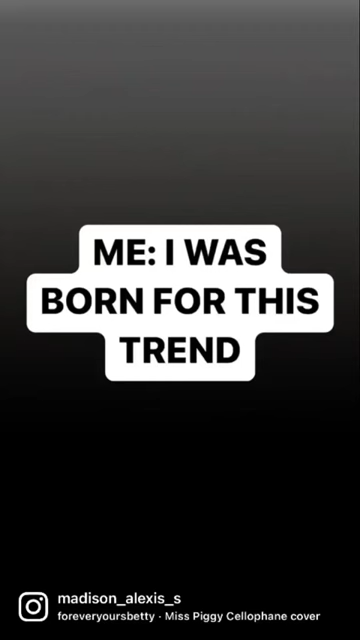 ME: I WAS
BORN FOR THIS
TREND
madison_alexis_s
foreveryoursbetty · Miss Piggy Cellophane cover